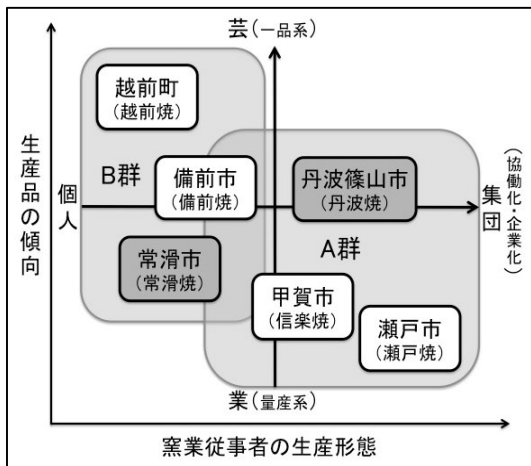 芸(一品系)
越前町
(越前焼)
B群
備前市
(備前焼)
丹波篠山市
(丹波焼)
生産品の傾向
個人
集団
(協働化・企業化)
常滑市
(常滑焼)
A群
甲賀市
(信楽焼)
瀬戸市
(瀬戸焼)
業(量産系)
窯業従事者の生産形態